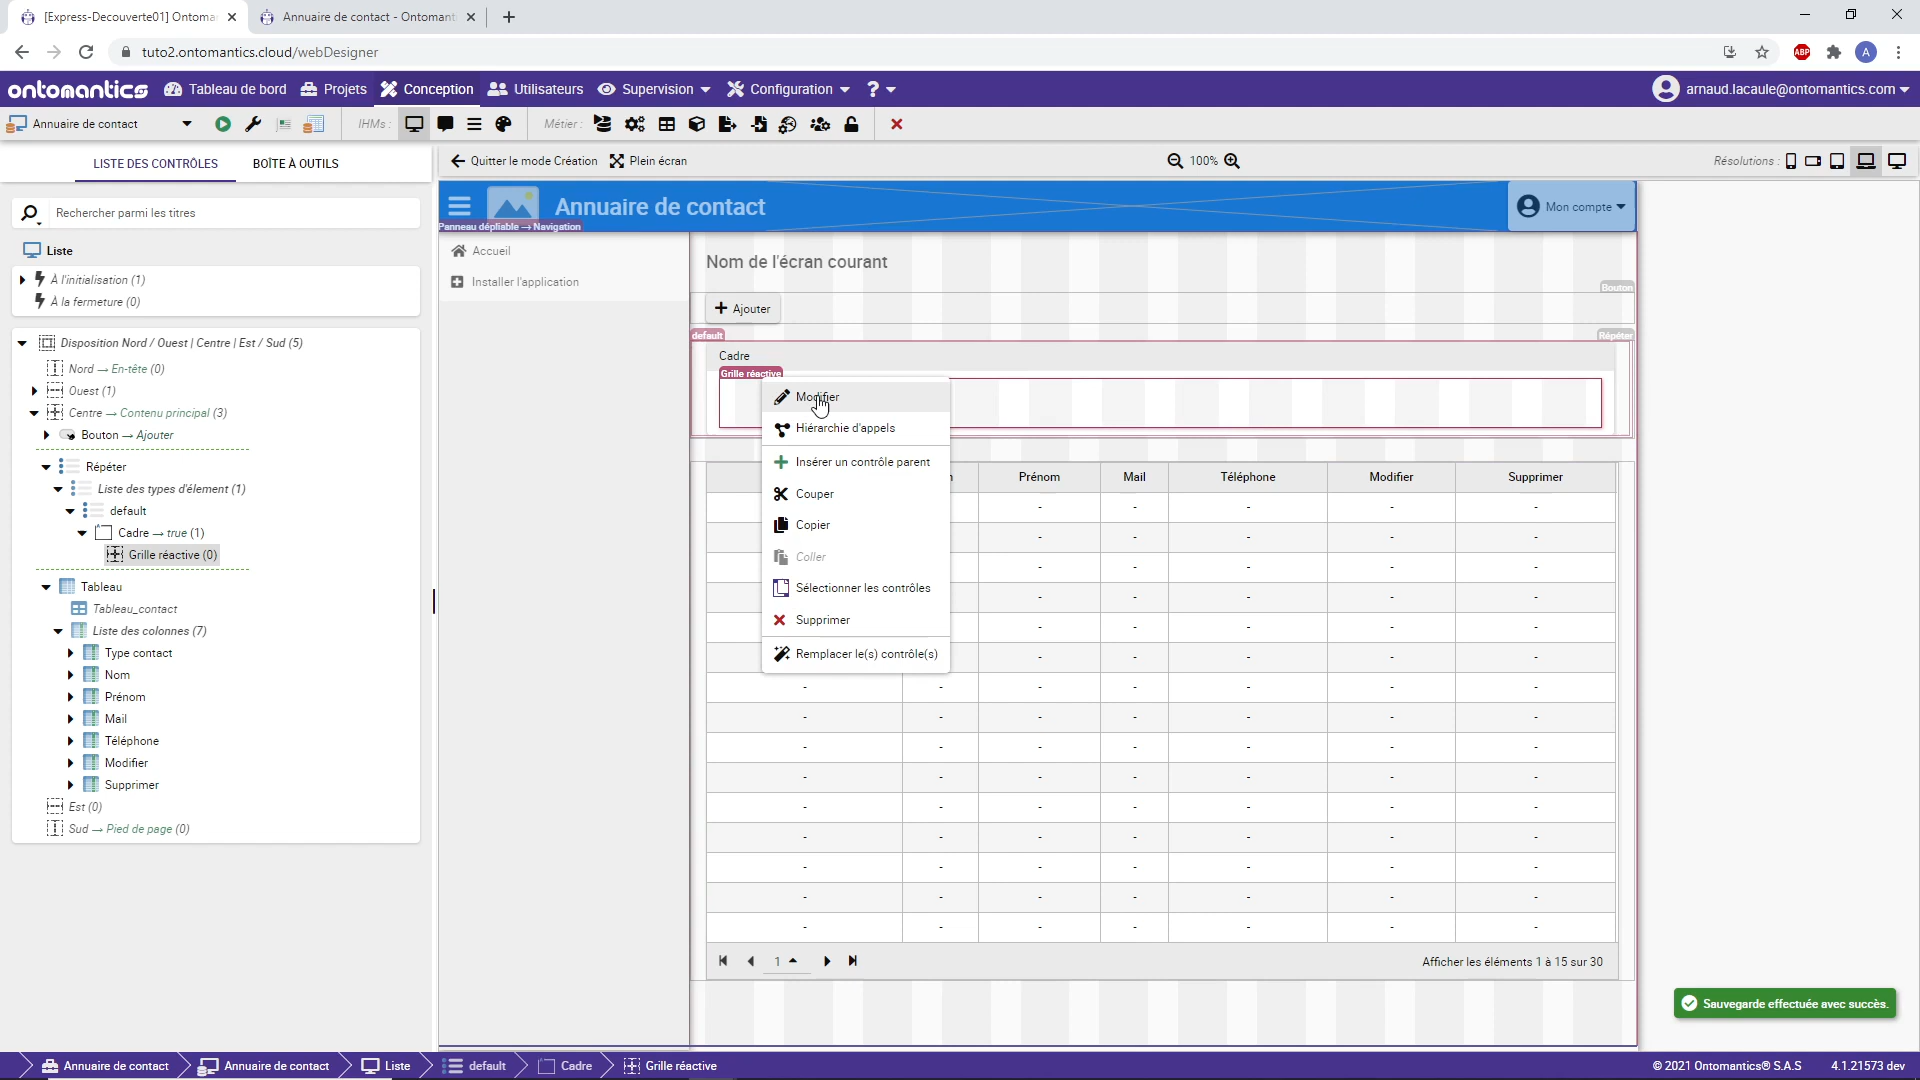 [Express-Decouverte01] Ontoma
Annuaire de contact - Ontomant
tuto2.ontomantics.cloud/webDesigner
ABP
A
ontomantics
Tableau de bord
Projets
Conception
Utilisateurs
Supervision
Configuration
?
arnaud.lacaule@ontomantics.com
Annuaire de contact
IHMs :
Métier :
LISTE DES CONTRÔLES
BOÎTE À OUTILS
Quitter le mode Création
Plein écran
100%
Résolutions :
Rechercher parmi les titres
Liste
À l'initialisation (1)
À la fermeture (0)
Disposition Nord / Ouest | Centre | Est / Sud (5)
Nord → En-tête (0)
Ouest (1)
Centre → Contenu principal (3)
Bouton → Ajouter
Répéter
Liste des types d'élement (1)
default
Cadre → true (1)
Grille réactive (0)
Tableau
Tableau_contact
Liste des colonnes (7)
Type contact
Nom
Prénom
Mail
Téléphone
Modifier
Supprimer
Est (0)
Sud → Pied de page (0)
Annuaire de contact
Mon compte
Panneau dépliable → Navigation
Accueil
Installer l'application
Nom de l'écran courant
Bouton
Ajouter
default
Répéter
Cadre
Grille réactive
Modifier
Hiérarchie d'appels
Insérer un contrôle parent
Couper
Copier
Coller
Sélectionner les contrôles
Supprimer
Remplacer le(s) contrôle(s)
Prénom
Mail
Téléphone
Modifier
Supprimer
1
Afficher les éléments 1 à 15 sur 30
Sauvegarde effectuée avec succès.
Annuaire de contact
Annuaire de contact
Liste
default
Cadre
Grille réactive
© 2021 Ontomantics® S.A.S
4.1.21573 dev